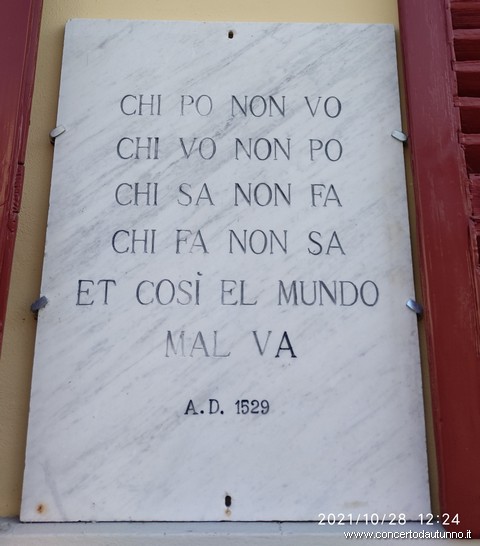 CHI PO NON VO
CHI VO NON PO
CHI SA NON FA
CHI FA NON SA
ET COSÌ EL MUNDO
MAL VA
A.D. 1529
2021/10/28 12:24
www.concertodautunno.it